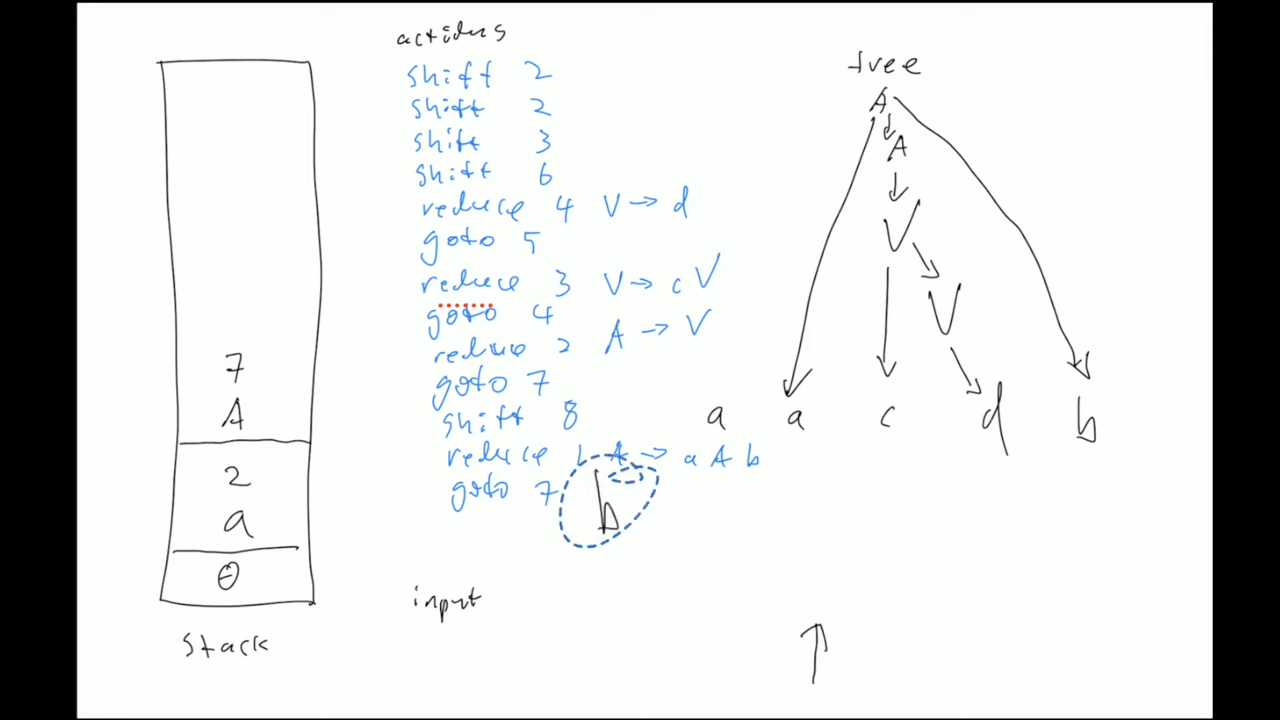 actions
shift 2
shift 2
shift 3
shift 6
reduce 4 V → d
goto 5
reduce 3 V → c V
goto 4
reduce 2 A → V
goto 7
shift 8
reduce 1 A → a A b
goto 7
b
input
7
A
2
a
0
stack
tree
A
A
V
V
a a c d b